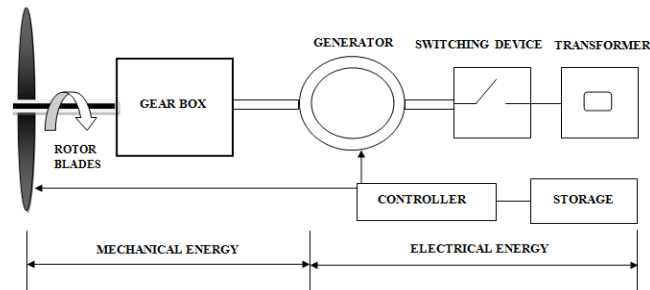 GENERATOR
SWITCHING DEVICE
TRANSFORMER
GEAR BOX
ROTOR
BLADES
CONTROLLER
STORAGE
MECHANICAL ENERGY
ELECTRICAL ENERGY